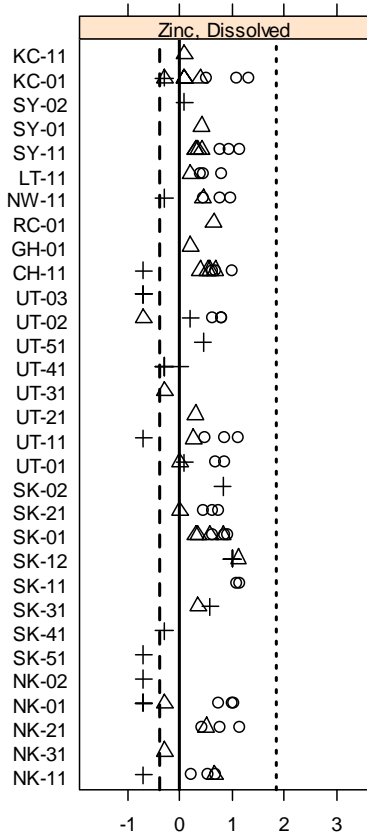 Zinc, Dissolved
KC-11
KC-01
SY-02
SY-01
SY-11
LT-11
NW-11
RC-01
GH-01
CH-11
UT-03
UT-02
UT-51
UT-41
UT-31
UT-21
UT-11
UT-01
SK-02
SK-21
SK-01
SK-12
SK-11
SK-31
SK-41
SK-51
NK-02
NK-01
NK-21
NK-31
NK-11
-1 0 1 2 3